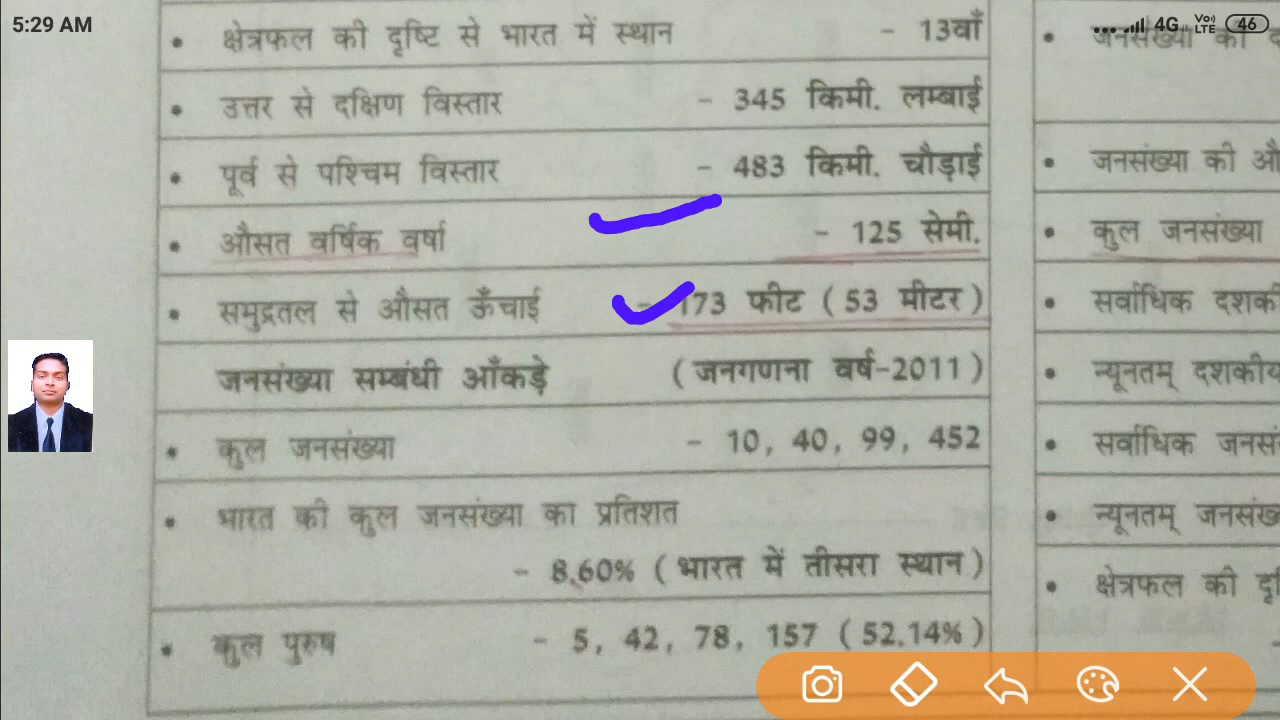 5:29 AM
4G Vo) LTE 46
• क्षेत्रफल की दृष्टि से भारत में स्थान - 13वाँ
• उत्तर से दक्षिण विस्तार - 345 किमी. लम्बाई
• पूर्व से पश्चिम विस्तार - 483 किमी. चौड़ाई
• औसत वर्षिक वर्षा - 125 सेमी.
• समुद्रतल से औसत ऊँचाई - 173 फीट ( 53 मीटर )
जनसंख्या सम्बंधी आँकड़े ( जनगणना वर्ष-2011 )
• कुल जनसंख्या - 10, 40, 99, 452
• भारत की कुल जनसंख्या का प्रतिशत
- 8.60% ( भारत में तीसरा स्थान )
• कुल पुरुष - 5, 42, 78, 157 ( 52.14% )
• जनसंख्या की
• जनसंख्या की
• कुल जनसंख्या
• सर्वाधिक
• न्यूनतम्
• सर्वाधिक
• न्यूनतम्
• क्षेत्रफल की